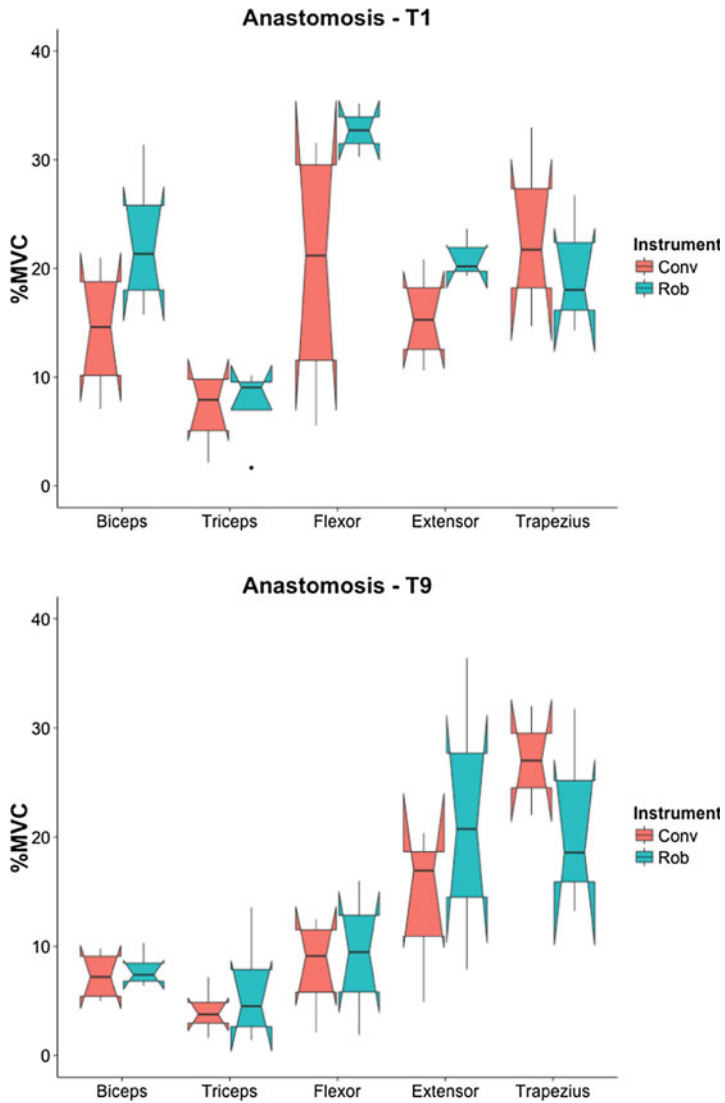 Anastomosis - T1
40
30
20
10
0
%MVC
Biceps Triceps Flexor Extensor Trapezius
Instrument
Conv
Rob
Anastomosis - T9
40
30
20
10
0
%MVC
Biceps Triceps Flexor Extensor Trapezius
Instrument
Conv
Rob